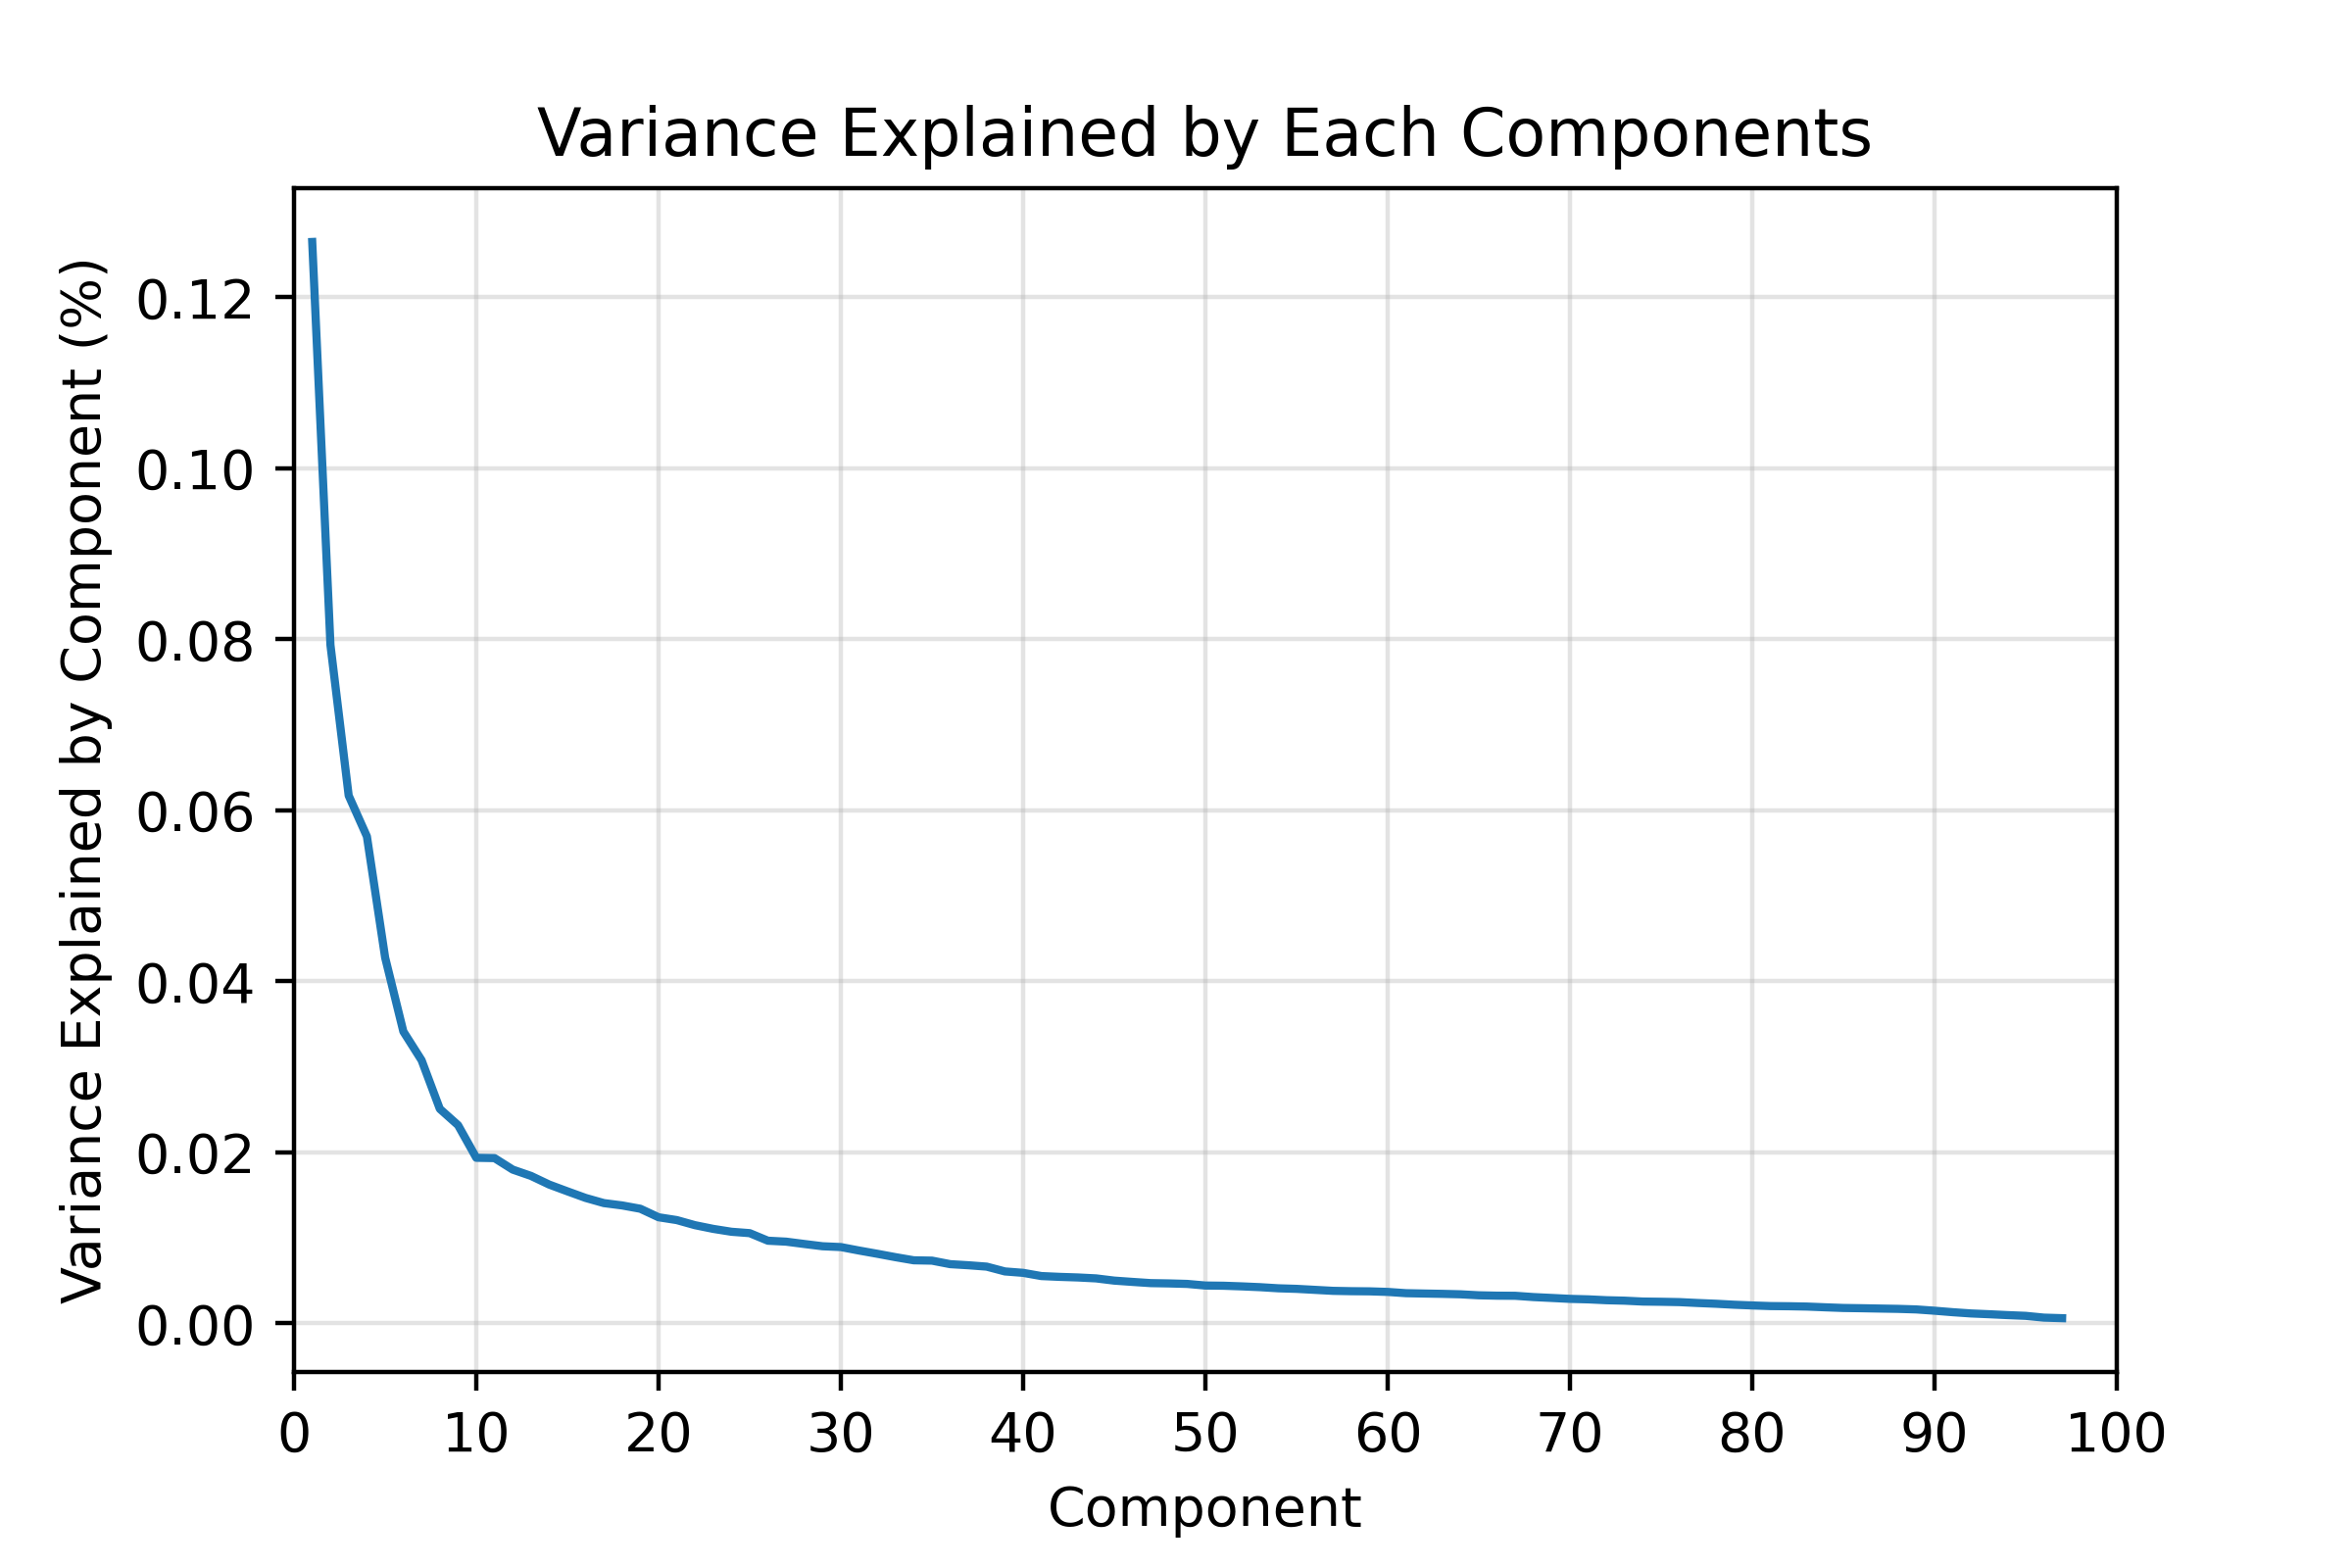 Variance Explained by Each Components
Variance Explained by Component (%)
0.12
0.10
0.08
0.06
0.04
0.02
0.00
0 10 20 30 40 50 60 70 80 90 100
Component